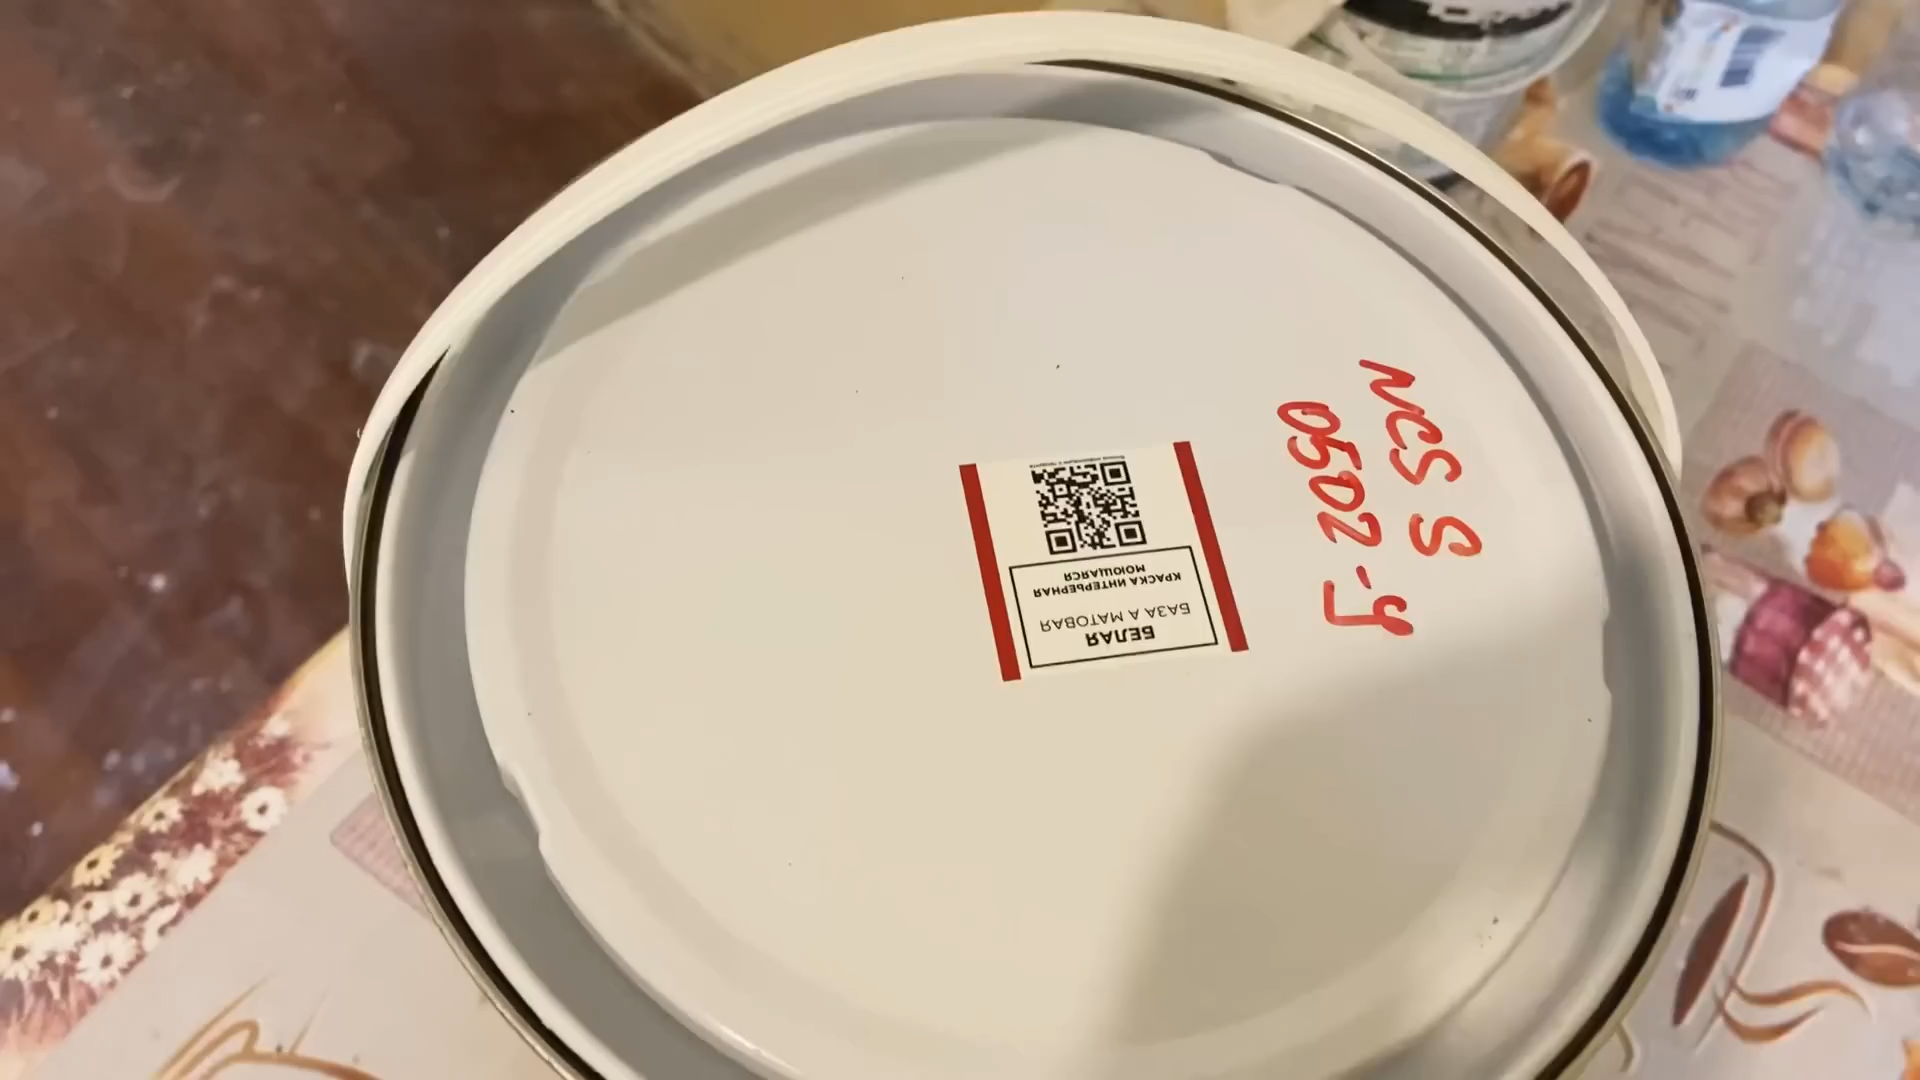 NCS S
0502-y
БЕЛАЯ
БАЗА А МАТОВАЯ
КРАСКА ИНТЕРЬЕРНАЯ
МОЮЩАЯСЯ